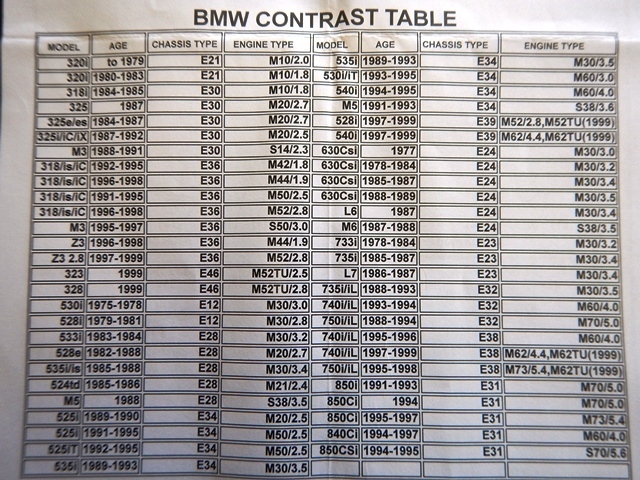 BMW CONTRAST TABLE
MODEL AGE CHASSIS TYPE ENGINE TYPE MODEL AGE CHASSIS TYPE ENGINE TYPE
320i to 1979 E21 M10/2.0 535i 1989-1993 E34 M30/3.5
320i 1980-1983 E21 M10/1.8 530i/iT 1993-1995 E34 M60/3.0
318i 1984-1985 E30 M10/1.8 540i 1994-1995 E34 M60/4.0
325 1987 E30 M20/2.7 M5 1991-1993 E34 S38/3.6
325e/es 1984-1987 E30 M20/2.7 528i 1997-1999 E39 M52/2.8,M52TU(1999)
325i/iC/iX 1987-1992 E30 M20/2.5 540i 1997-1999 E39 M62/4.4,M62TU(1999)
M3 1988-1991 E30 S14/2.3 630Csi 1977 E24 M30/3.0
318/is/iC 1992-1995 E36 M42/1.8 630Csi 1978-1984 E24 M30/3.2
318/is/iC 1996-1998 E36 M44/1.9 630Csi 1985-1987 E24 M30/3.4
318/is/iC 1991-1995 E36 M50/2.5 630Csi 1988-1989 E24 M30/3.5
318/is/iC 1996-1998 E36 M52/2.8 L6 1987 E24 M30/3.4
M3 1995-1997 E36 S50/3.0 M6 1987-1988 E24 S38/3.5
Z3 1996-1998 E36 M44/1.9 733i 1978-1984 E23 M30/3.2
Z3 2.8 1997-1999 E36 M52/2.8 735i 1985-1987 E23 M30/3.4
323 1999 E46 M52TU/2.5 L7 1986-1987 E23 M30/3.4
328 1999 E46 M52TU/2.8 735i/iL 1988-1993 E32 M30/3.5
530i 1975-1978 E12 M30/3.0 740i/iL 1993-1994 E32 M60/4.0
528i 1979-1981 E12 M30/2.8 750i/iL 1988-1994 E32 M70/5.0
533i 1983-1984 E28 M30/3.2 740i/iL 1995-1996 E38 M60/4.0
528e 1982-1988 E28 M20/2.7 740i/iL 1997-1999 E38 M62/4.4,M62TU(1999)
535i/is 1985-1988 E28 M30/3.4 750i/iL 1995-1998 E38 M73/5.4,M62TU(1999)
524td 1985-1986 E28 M21/2.4 850i 1991-1993 E31 M70/5.0
M5 1988 E28 S38/3.5 850Ci 1994 E31 M70/5.0
525i 1989-1990 E34 M20/2.5 850Ci 1995-1997 E31 M73/5.4
525i 1991-1995 E34 M50/2.5 840Ci 1994-1997 E31 M60/4.0
525iT 1992-1995 E34 M50/2.5 850CSi 1994-1995 E31 S70/5.6
535i 1989-1993 E34 M30/3.5